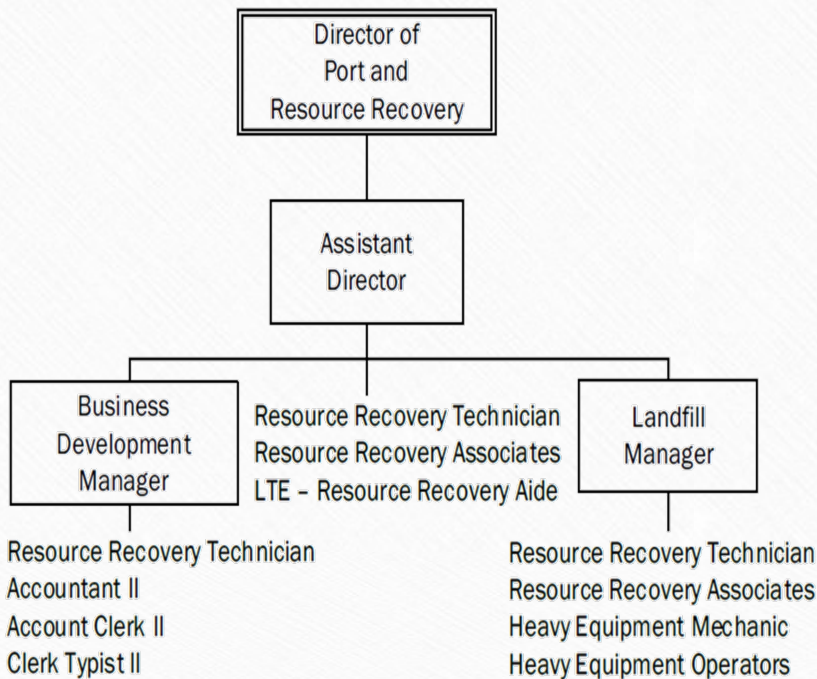 Director of
Port and
Resource Recovery
Assistant
Director
Business
Development
Manager
Resource Recovery Technician
Resource Recovery Associates
LTE – Resource Recovery Aide
Landfill
Manager
Resource Recovery Technician
Accountant II
Account Clerk II
Clerk Typist II
Resource Recovery Technician
Resource Recovery Associates
Heavy Equipment Mechanic
Heavy Equipment Operators